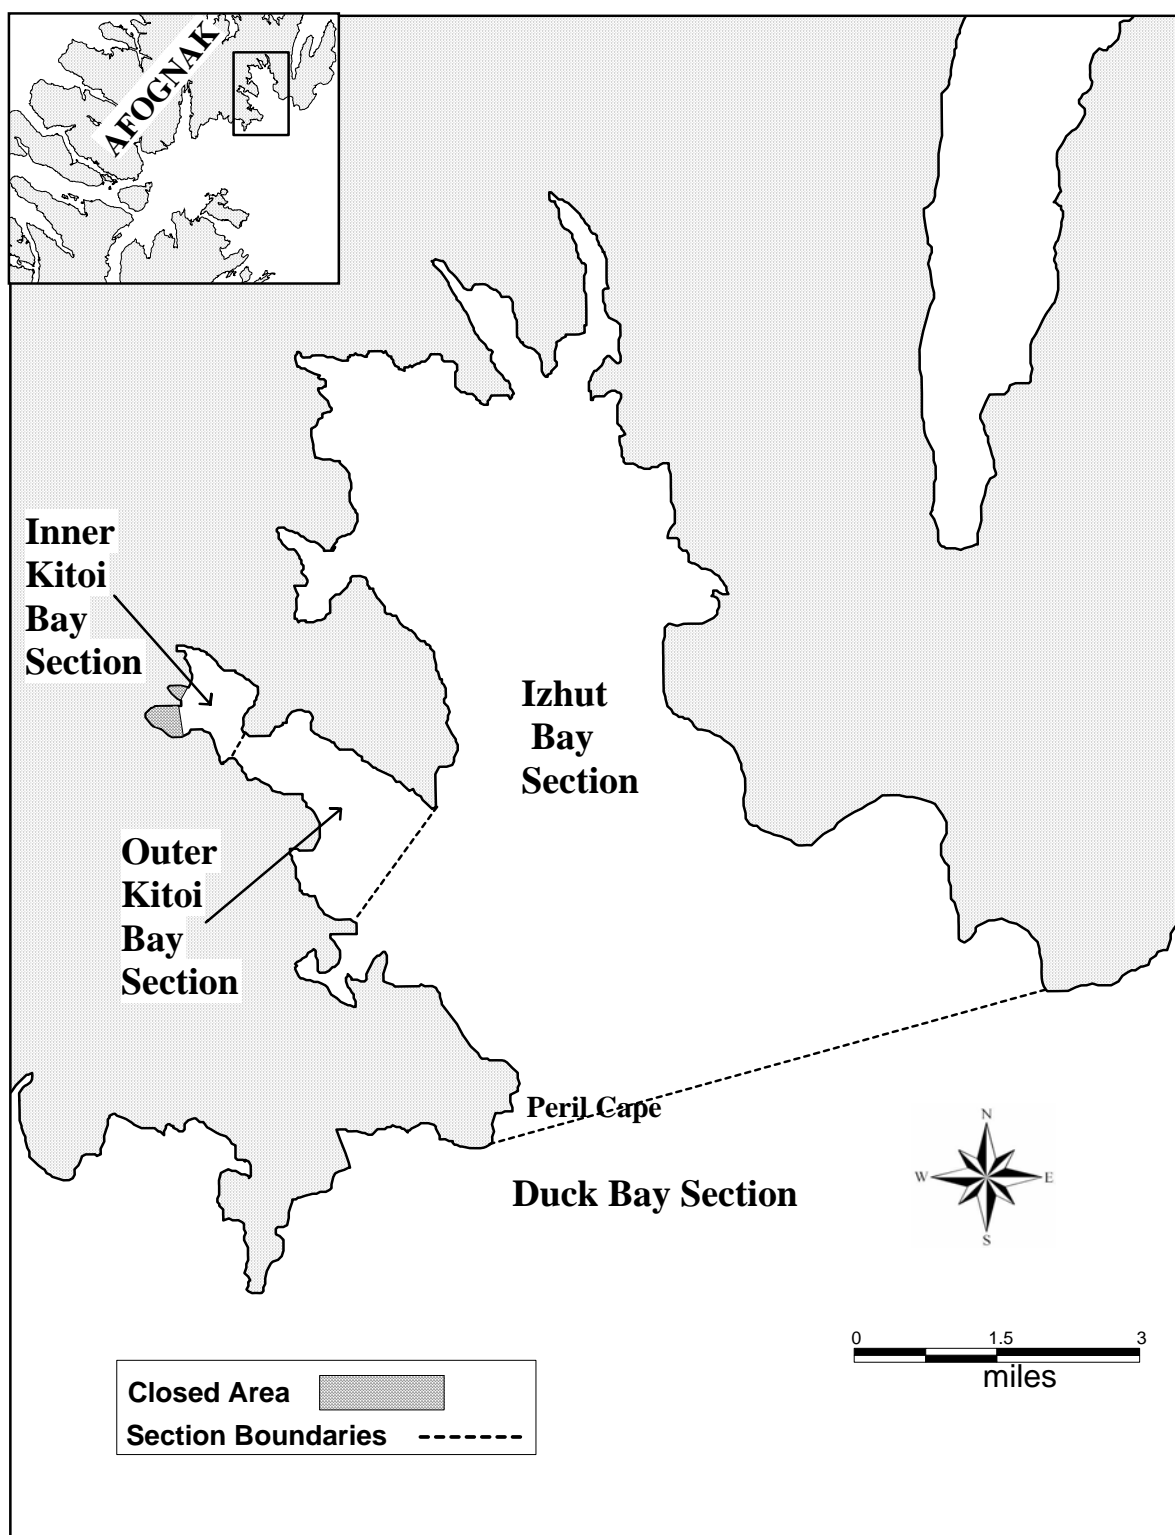 AFOGNAK
Inner
Kitoi
Bay
Section
Izhut
Bay
Section
Outer
Kitoi
Bay
Section
Peril Cape
Duck Bay Section
N
W
E
S
0 1.5 3
miles
Closed Area
Section Boundaries